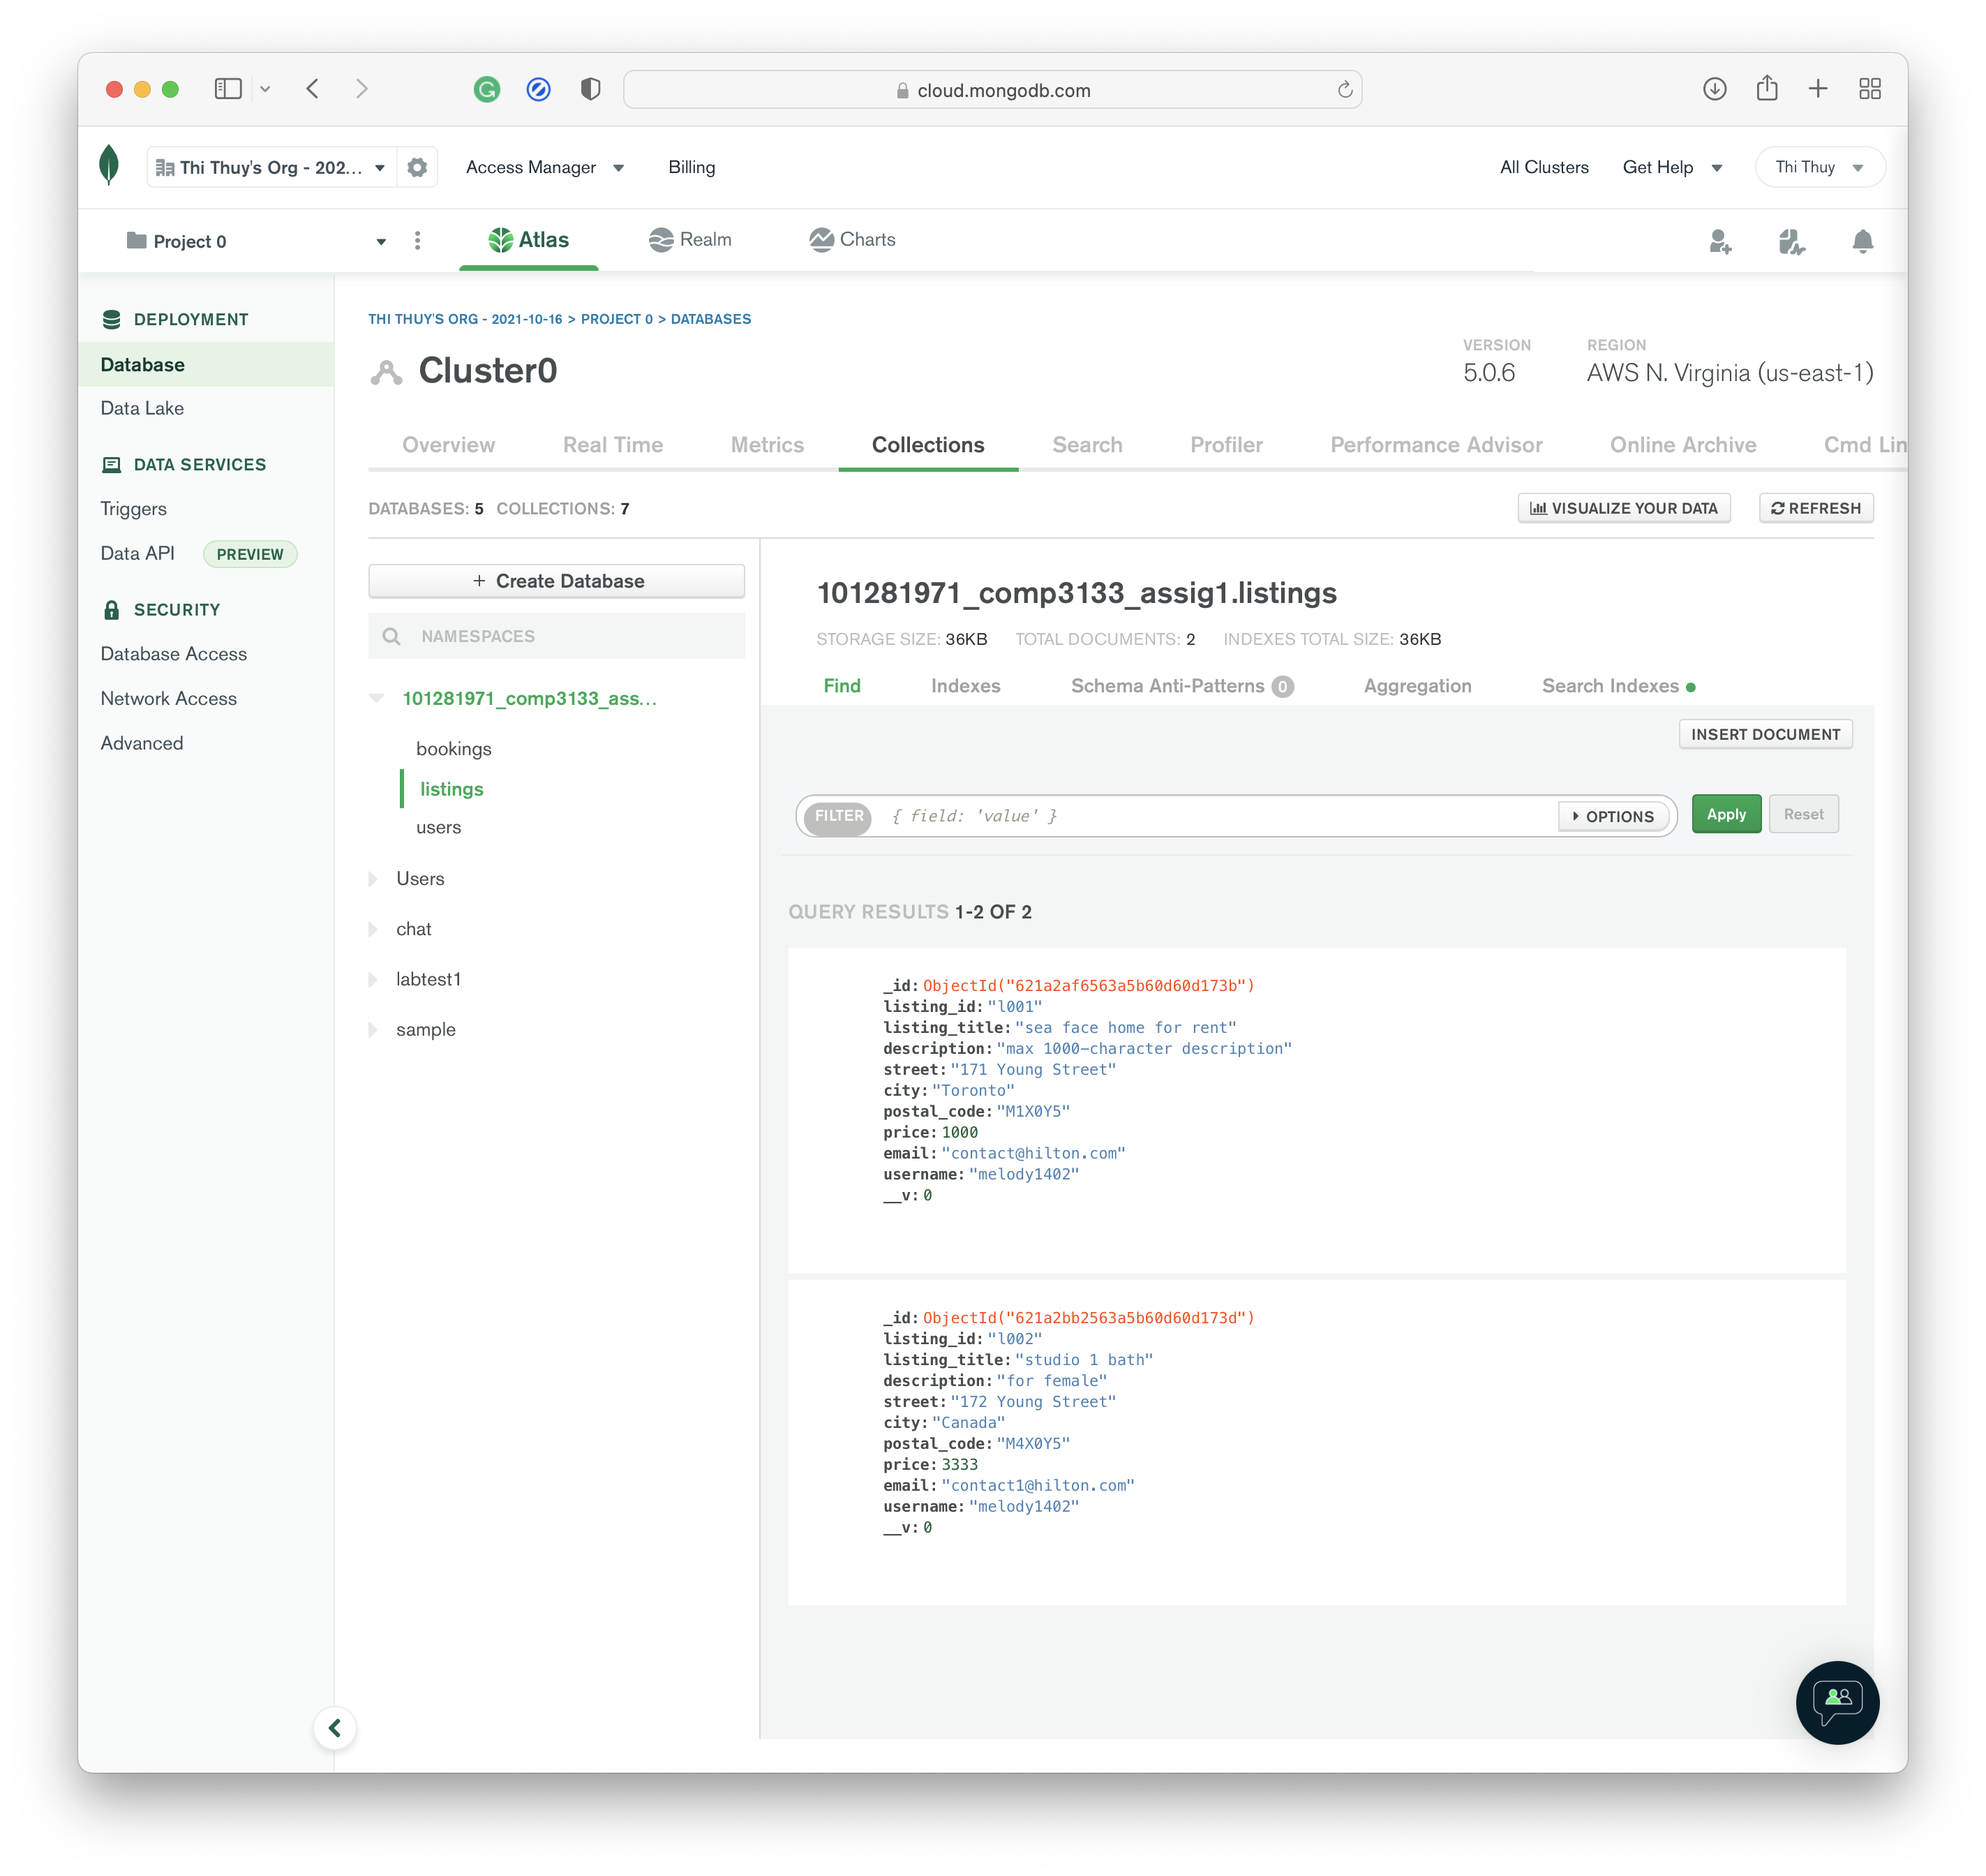 cloud.mongodb.com
Thi Thuy's Org - 202...
Access Manager
Billing
All Clusters
Get Help
Thi Thuy
Project 0
Atlas
Realm
Charts
DEPLOYMENT
Database
Data Lake
DATA SERVICES
Triggers
Data API PREVIEW
SECURITY
Database Access
Network Access
Advanced
THI THUY'S ORG - 2021-10-16 > PROJECT 0 > DATABASES
Cluster0
VERSION
5.0.6
REGION
AWS N. Virginia (us-east-1)
Overview
Real Time
Metrics
Collections
Search
Profiler
Performance Advisor
Online Archive
Cmd Lin
DATABASES: 5 COLLECTIONS: 7
VISUALIZE YOUR DATA
REFRESH
+ Create Database
NAMESPACES
101281971_comp3133_ass...
bookings
listings
users
Users
chat
labtest1
sample
101281971_comp3133_assig1.listings
STORAGE SIZE: 36KB TOTAL DOCUMENTS: 2 INDEXES TOTAL SIZE: 36KB
Find
Indexes
Schema Anti-Patterns 0
Aggregation
Search Indexes
INSERT DOCUMENT
FILTER { field: 'value' }
OPTIONS
Apply
Reset
QUERY RESULTS 1-2 OF 2
_id: ObjectId("621a2af6563a5b60d60d173b")
listing_id: "l001"
listing_title: "sea face home for rent"
description: "max 1000-character description"
street: "171 Young Street"
city: "Toronto"
postal_code: "M1X0Y5"
price: 1000
email: "contact@hilton.com"
username: "melody1402"
__v: 0
_id: ObjectId("621a2bb2563a5b60d60d173d")
listing_id: "l002"
listing_title: "studio 1 bath"
description: "for female"
street: "172 Young Street"
city: "Canada"
postal_code: "M4X0Y5"
price: 3333
email: "contact1@hilton.com"
username: "melody1402"
__v: 0